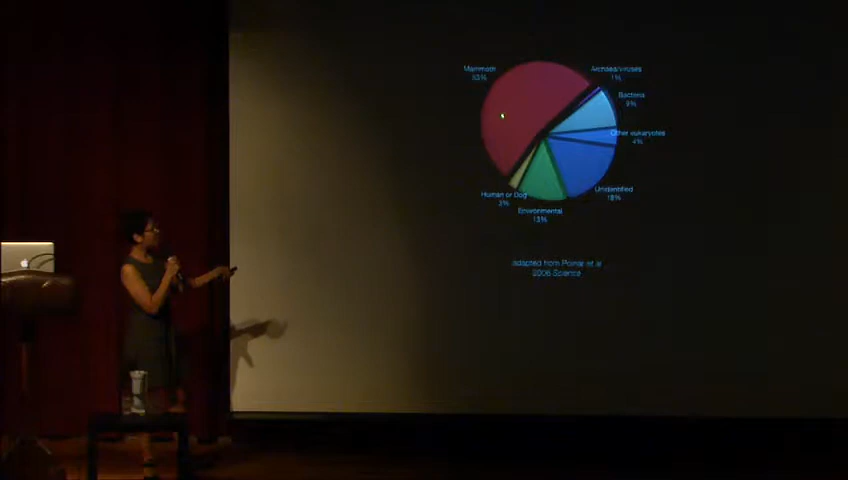 Mammoth
53%
Archaea/viruses
1%
Bacteria
9%
Other eukaryotes
4%
Unidentified
18%
Environmental
13%
Human or Dog
adapted from Poinar et al
2006 Science